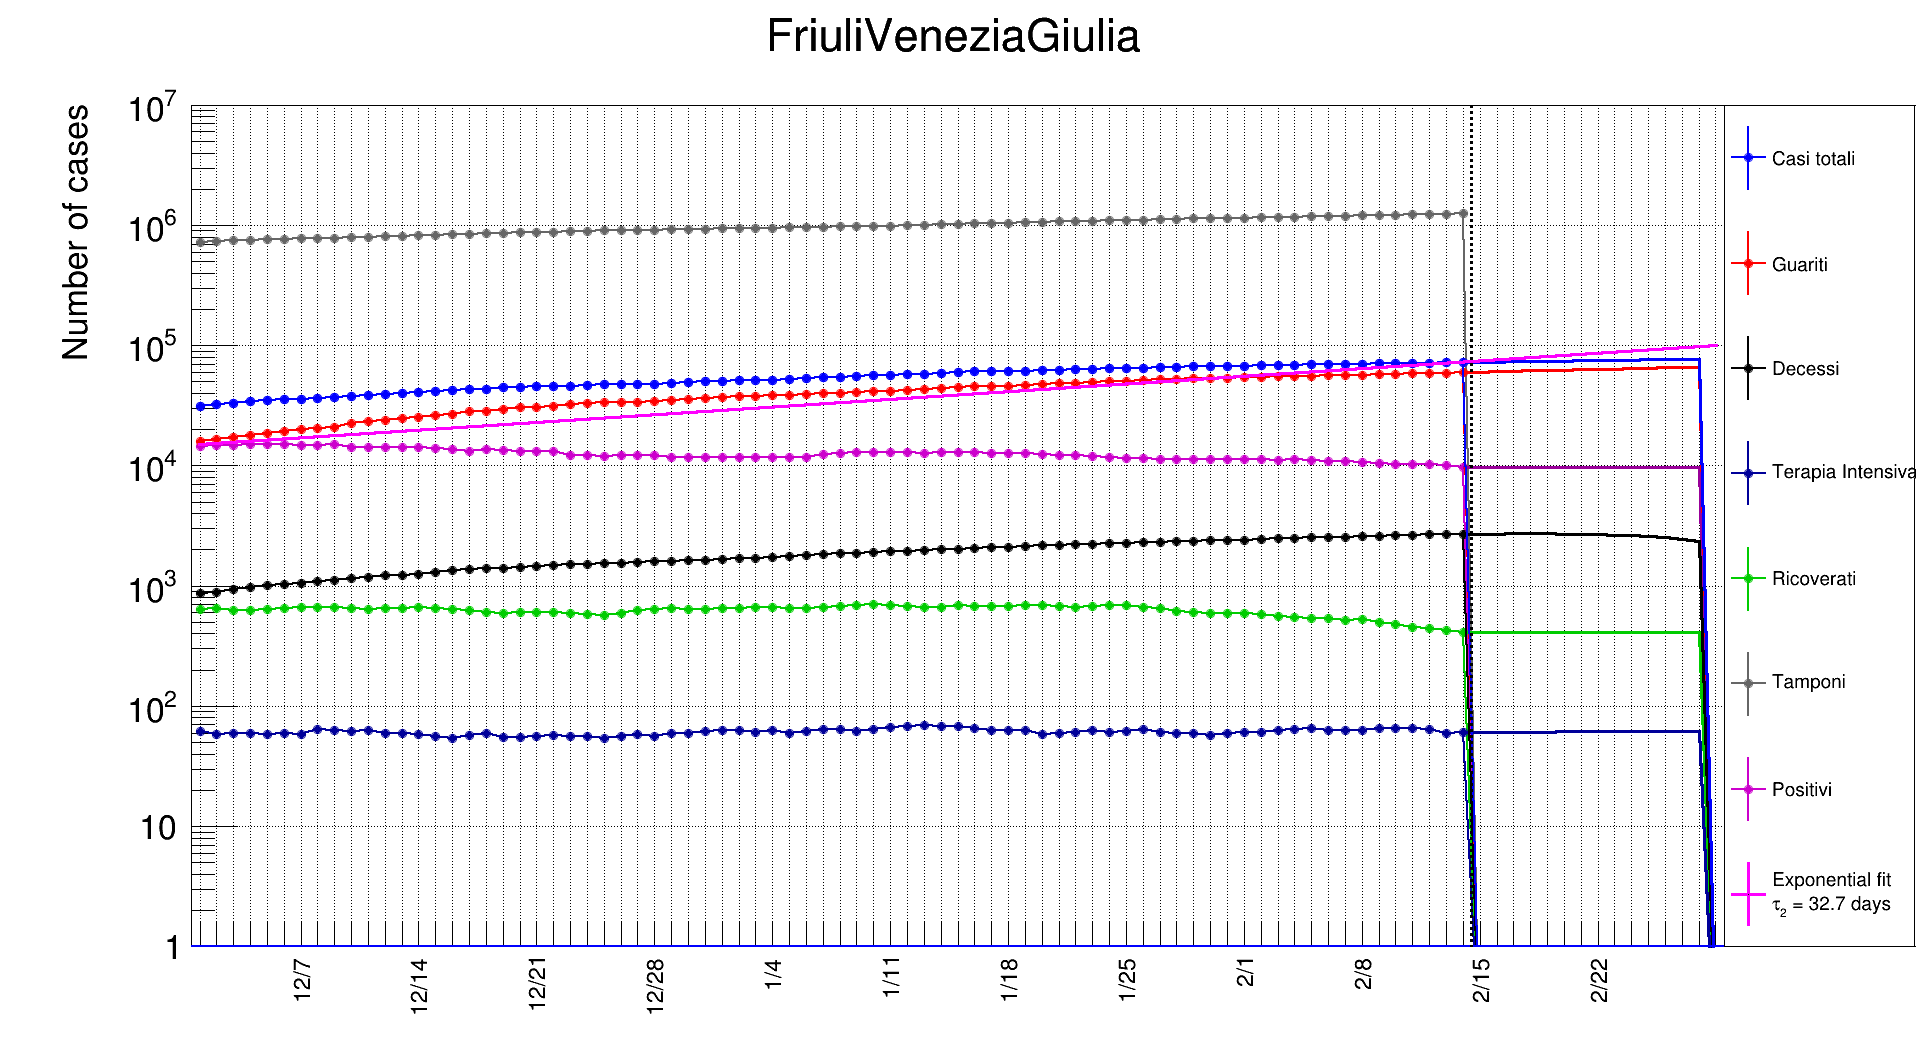 FriuliVeneziaGiulia
Number of cases
10^7
10^6
10^5
10^4
10^3
10^2
10
1
12/7
12/14
12/21
12/28
1/4
1/11
1/18
1/25
2/1
2/8
2/15
2/22
Casi totali
Guariti
Decessi
Terapia Intensiva
Ricoverati
Tamponi
Positivi
Exponential fit
τ_2 = 32.7 days